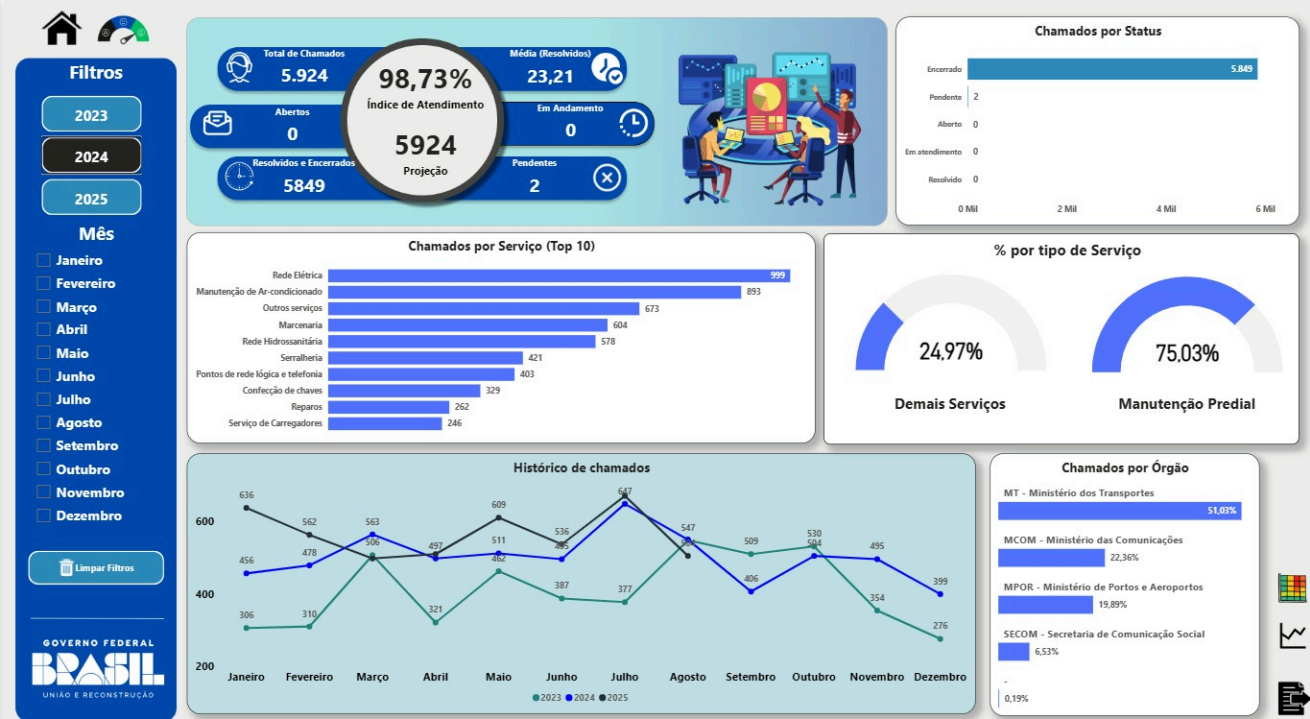 Filtros
2023
2024
2025
Mês
Janeiro
Fevereiro
Março
Abril
Maio
Junho
Julho
Agosto
Setembro
Outubro
Novembro
Dezembro
Limpar Filtros
GOVERNO FEDERAL
BRASIL
UNIÃO E RECONSTRUÇÃO
Total de Chamados
5.924
Abertos
0
Resolvidos e Encerrados
5849
98,73%
Índice de Atendimento
5924
Projeção
Média (Resolvidos)
23,21
Em Andamento
0
Pendentes
2
Chamados por Status
Encerrado 5.849
Pendente 2
Aberto 0
Em atendimento 0
Resolvido 0
0 Mil 2 Mil 4 Mil 6 Mil
Chamados por Serviço (Top 10)
Rede Elétrica 999
Manutenção de Ar-condicionado 893
Outros serviços 673
Marcenaria 604
Rede Hidrossanitária 578
Serralheria 421
Pontos de rede lógica e telefonia 403
Confecção de chaves 329
Reparos 262
Serviço de Carregadores 246
% por tipo de Serviço
24,97%
Demais Serviços
75,03%
Manutenção Predial
Histórico de chamados
600
400
200
636 562 609 536 647
456 478 563 497 511 495 547 406 504 495 399
306 310 506 321 462 387 377 509 530 354 276
Janeiro Fevereiro Março Abril Maio Junho Julho Agosto Setembro Outubro Novembro Dezembro
2023 2024 2025
Chamados por Órgão
MT - Ministério dos Transportes
51,03%
MCOM - Ministério das Comunicações
22,36%
MPOR - Ministério de Portos e Aeroportos
19,89%
SECOM - Secretaria de Comunicação Social
6,53%
-
0,19%